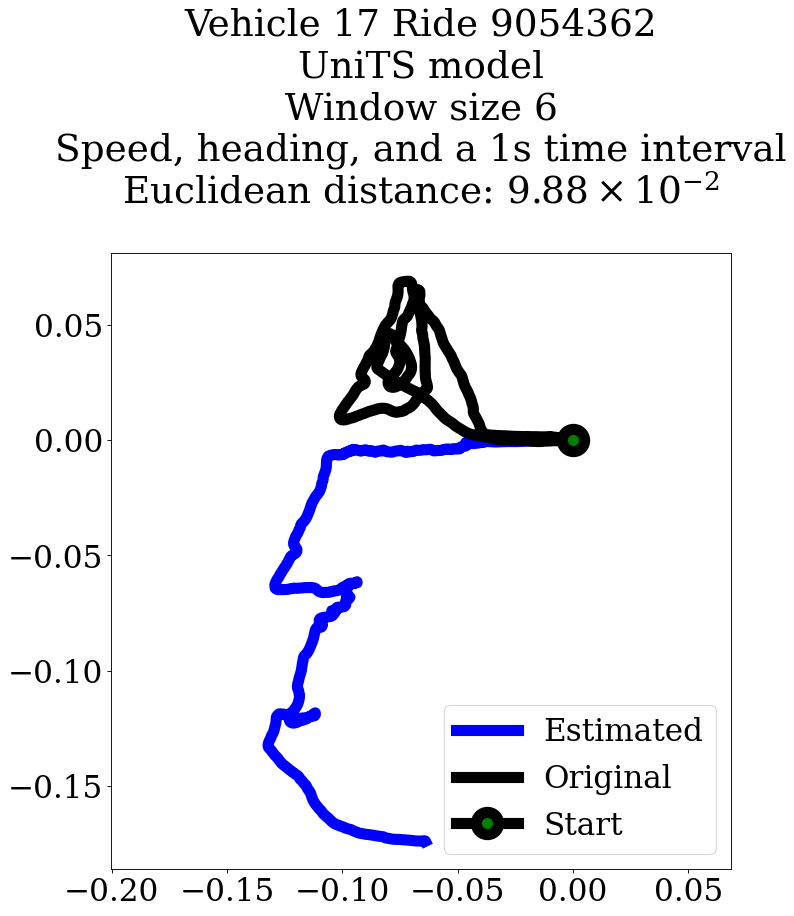 Vehicle 17 Ride 9054362
UniTS model
Window size 6
Speed, heading, and a 1s time interval
Euclidean distance: 9.88 × 10⁻²
0.05
0.00
−0.05
−0.10
−0.15
Estimated
Original
Start
−0.20 −0.15 −0.10 −0.05 0.00 0.05